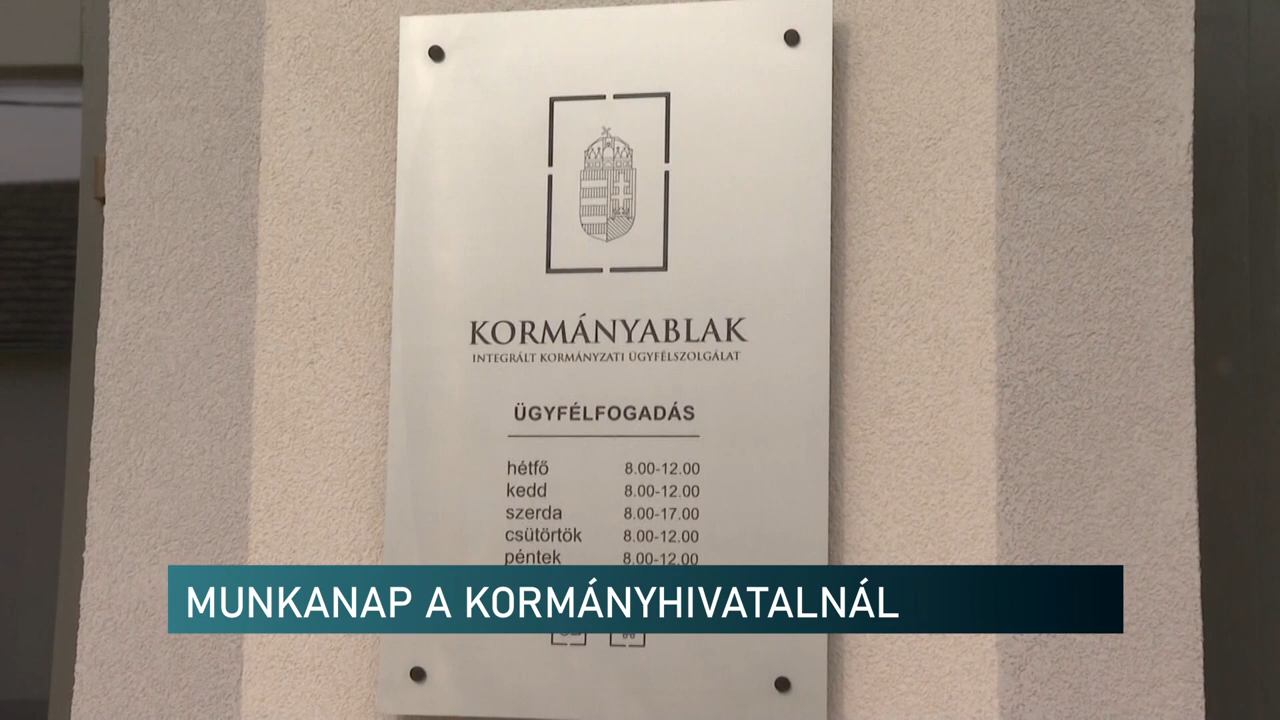 KORMÁNYABLAK
INTEGRÁLT KORMÁNYZATI ÜGYFÉLSZOLGÁLAT
ÜGYFÉLFOGADÁS
hétfő 8.00-12.00
kedd 8.00-12.00
szerda 8.00-17.00
csütörtök 8.00-12.00
péntek 8.00-12.00
MUNKANAP A KORMÁNYHIVATALNÁL